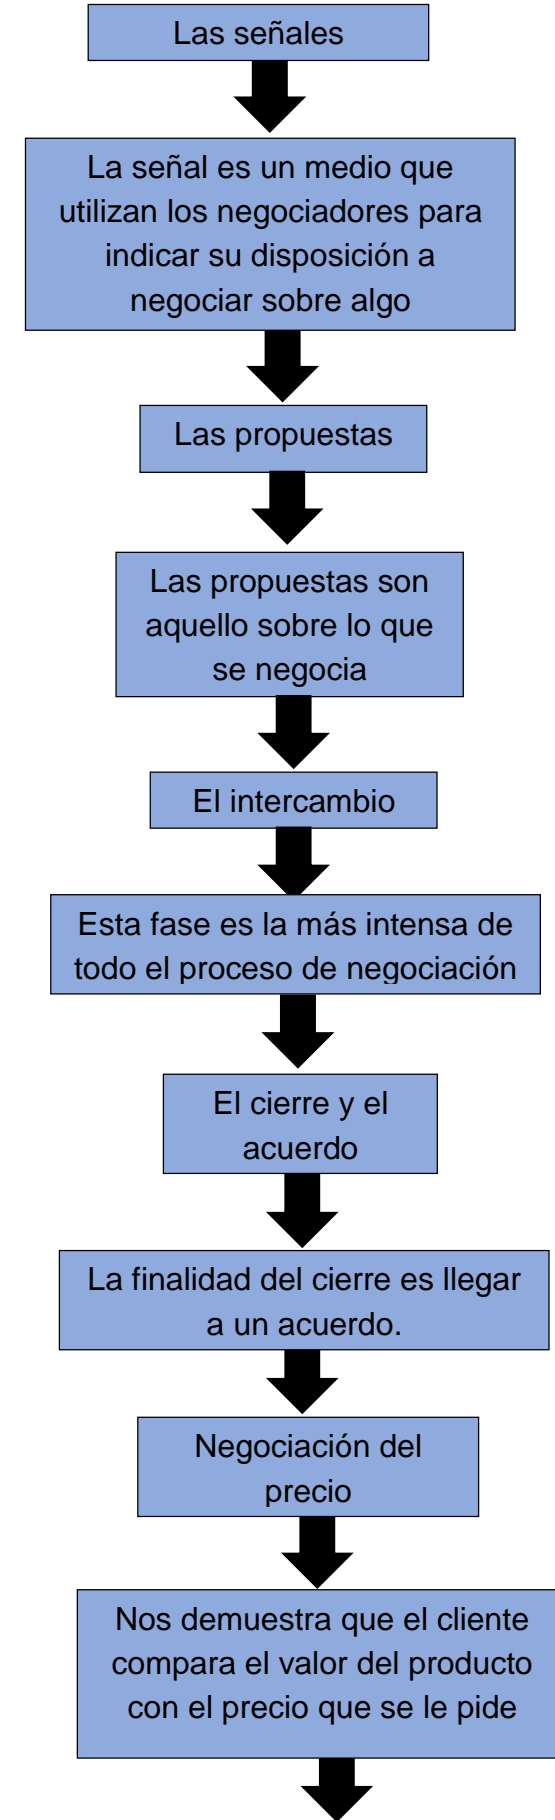 Las señales
La señal es un medio que
utilizan los negociadores para
indicar su disposición a
negociar sobre algo
Las propuestas
Las propuestas son
aquello sobre lo que
se negocia
El intercambio
Esta fase es la más intensa de
todo el proceso de negociación
El cierre y el
acuerdo
La finalidad del cierre es llegar
a un acuerdo.
Negociación del
precio
Nos demuestra que el cliente
compara el valor del producto
con el precio que se le pide